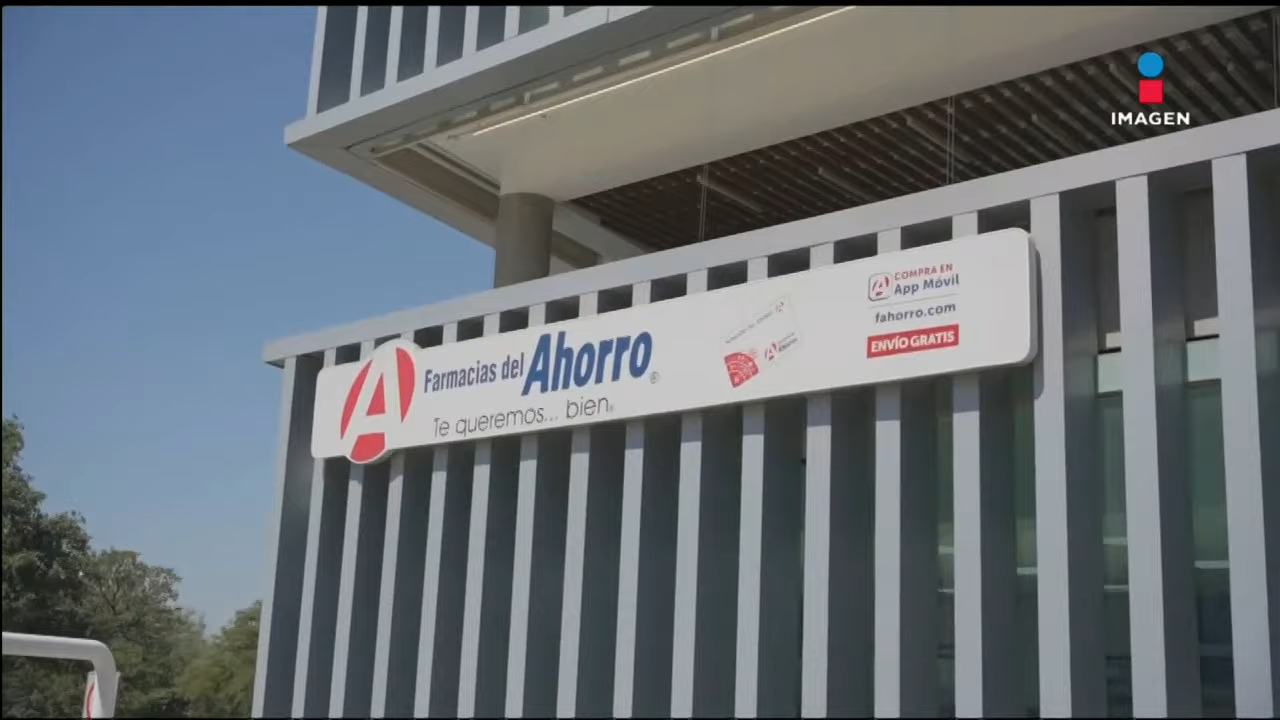 IMAGEN
Farmacias del Ahorro®
Te queremos... bien®
COMPRA EN
App Móvil
fahorro.com
ENVÍO GRATIS